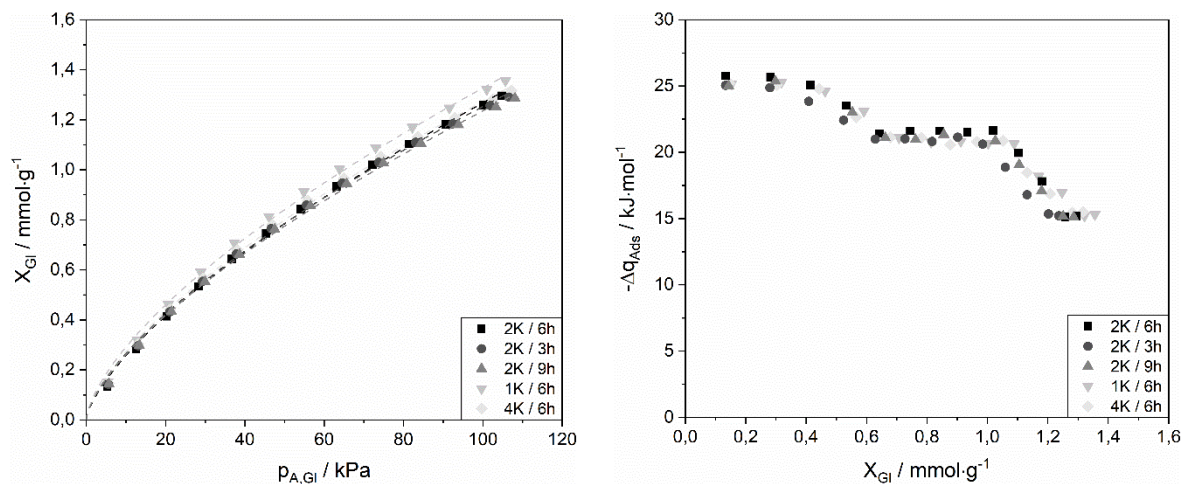 1,6
1,4
1,2
1,0
0,8
0,6
0,4
0,2
0,0
X_GI / mmol·g⁻¹
0 20 40 60 80 100 120
p_A,GI / kPa
2K / 6h
2K / 3h
2K / 9h
1K / 6h
4K / 6h
30
25
20
15
10
5
0
-Δq_Ads / kJ·mol⁻¹
0,0 0,2 0,4 0,6 0,8 1,0 1,2 1,4 1,6
X_GI / mmol·g⁻¹
2K / 6h
2K / 3h
2K / 9h
1K / 6h
4K / 6h